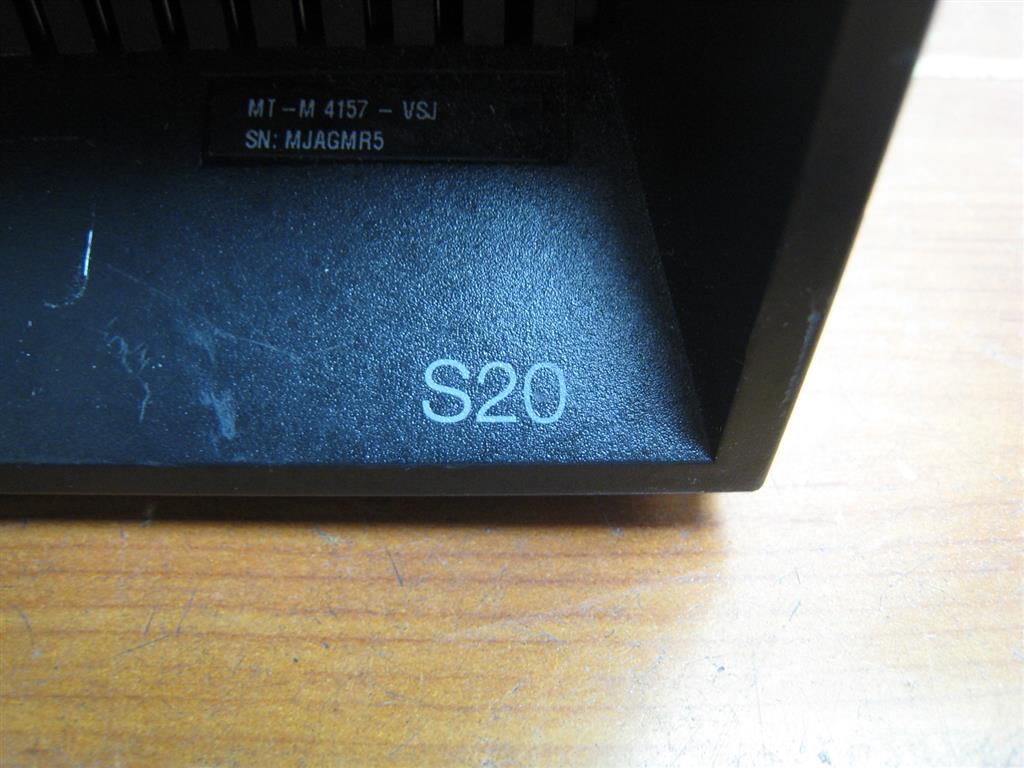 MT-M 4157 - VSJ
SN: MJAGMR5
S20